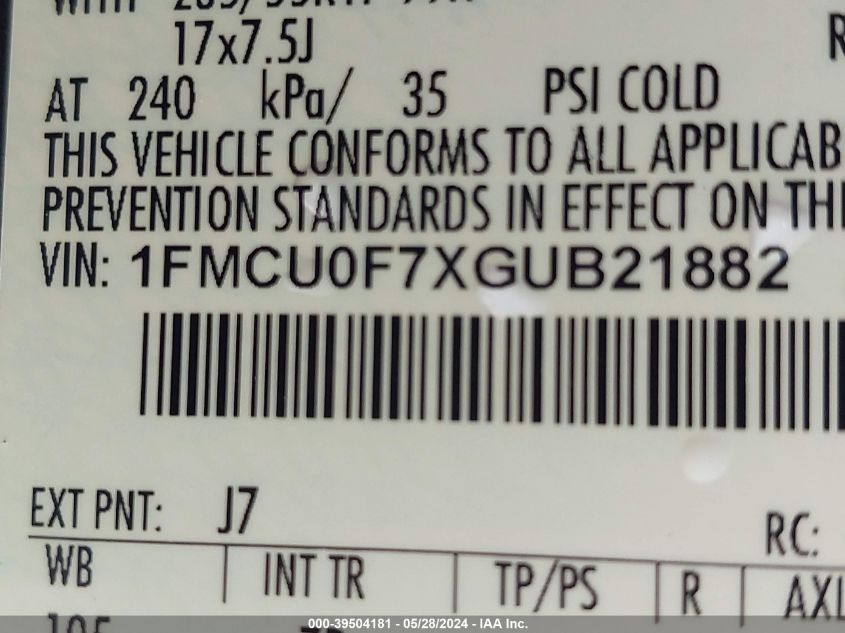 17x7.5J
R
AT 240 kPa/ 35 PSI COLD
THIS VEHICLE CONFORMS TO ALL APPLICAB
PREVENTION STANDARDS IN EFFECT ON THI
VIN: 1FMCU0F7XGUB21882
EXT PNT: J7 RC:
WB INT TR TP/PS R AXL
000-39504181 - 05/28/2024 - IAA Inc.